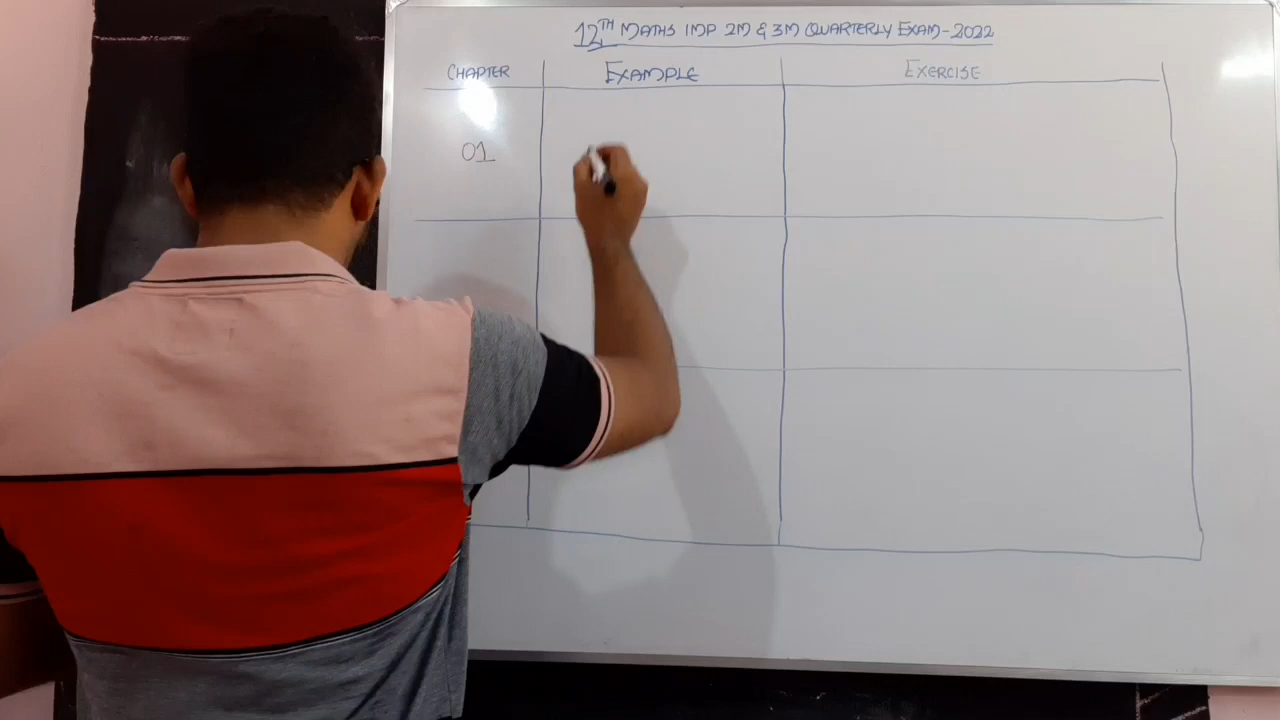 12TH MATHS IMP 2M & 3M QUARTERLY EXAM-2022
CHAPTER EXAMPLE EXERCISE
01